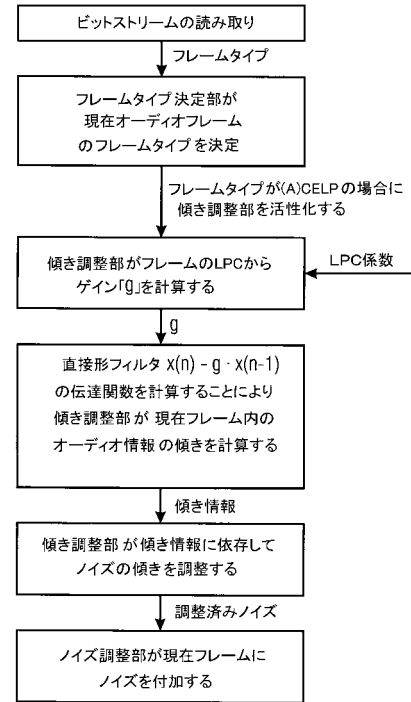 ビットストリームの読み取り
フレームタイプ
フレームタイプ決定部が
現在オーディオフレーム
のフレームタイプを決定
フレームタイプが(A)CELPの場合に
傾き調整部を活性化する
傾き調整部がフレームのLPCから
ゲイン「g」を計算する
LPC係数
g
直接形フィルタ x(n) - g · x(n-1)
の伝達関数を計算することにより
傾き調整部が 現在フレーム内の
オーディオ情報 の傾きを計算する
傾き情報
傾き調整部 が 傾き情報に依存して
ノイズの傾きを調整する
調整済みノイズ
ノイズ調整部が現在フレームに
ノイズを付加する